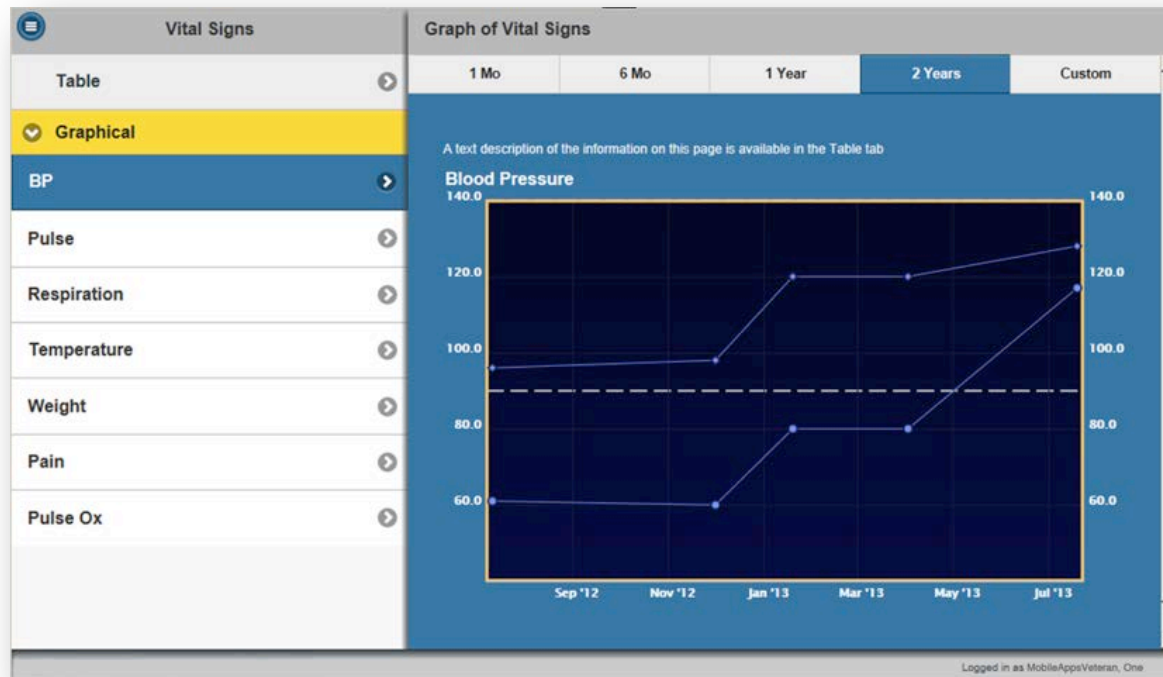 Vital Signs
Graph of Vital Signs
Table
Graphical
BP
Pulse
Respiration
Temperature
Weight
Pain
Pulse Ox
1 Mo 6 Mo 1 Year 2 Years Custom
A text description of the information on this page is available in the Table tab
Blood Pressure
140.0 140.0
120.0 120.0
100.0 100.0
80.0 80.0
60.0 60.0
Sep '12 Nov '12 Jan '13 Mar '13 May '13 Jul '13
Logged in as MobileAppsVeteran, One